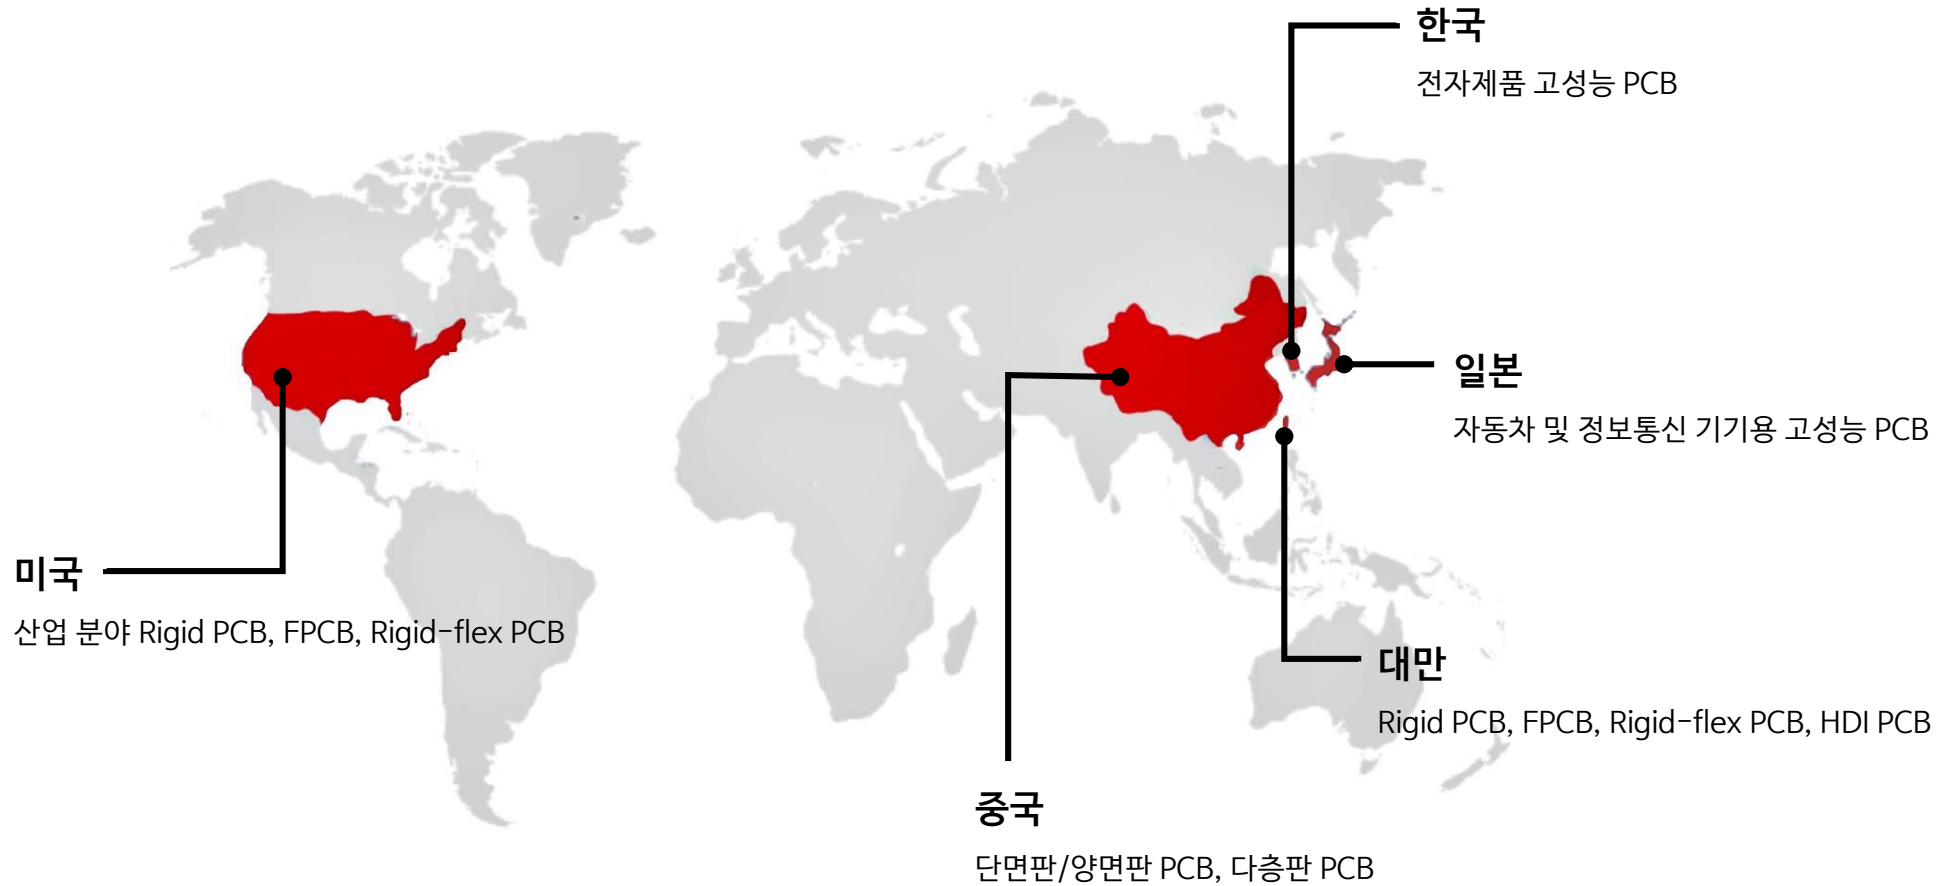 한국
전자제품 고성능 PCB
일본
자동차 및 정보통신 기기용 고성능 PCB
미국
산업 분야 Rigid PCB, FPCB, Rigid-flex PCB
대만
Rigid PCB, FPCB, Rigid-flex PCB, HDI PCB
중국
단면판/양면판 PCB, 다층판 PCB